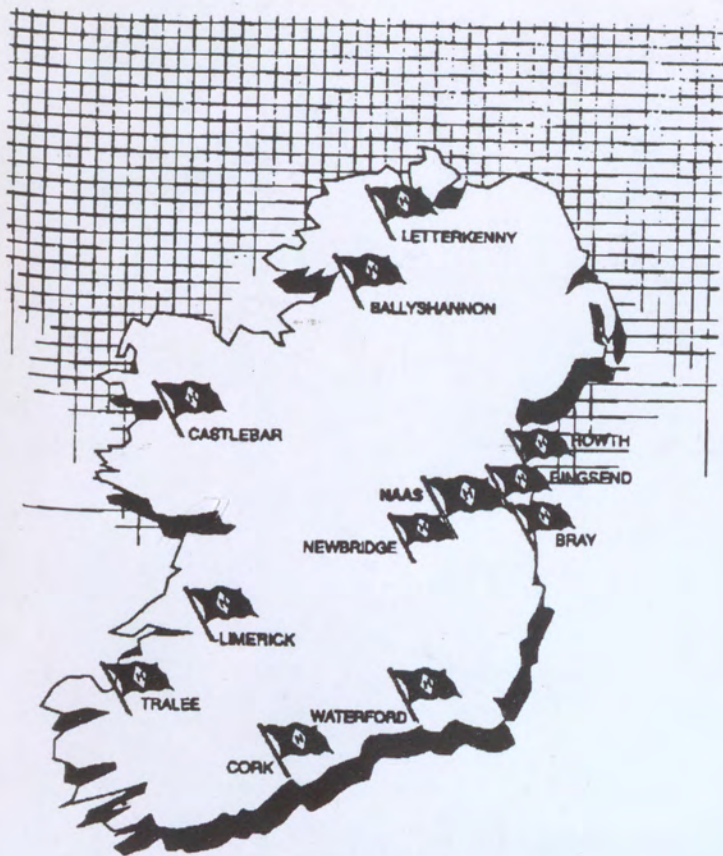 LETTERKENNY
BALLYSHANNON
CASTLEBAR
HOWTH
RINGSEND
NAAS
BRAY
NEWBRIDGE
LIMERICK
TRALEE
WATERFORD
CORK